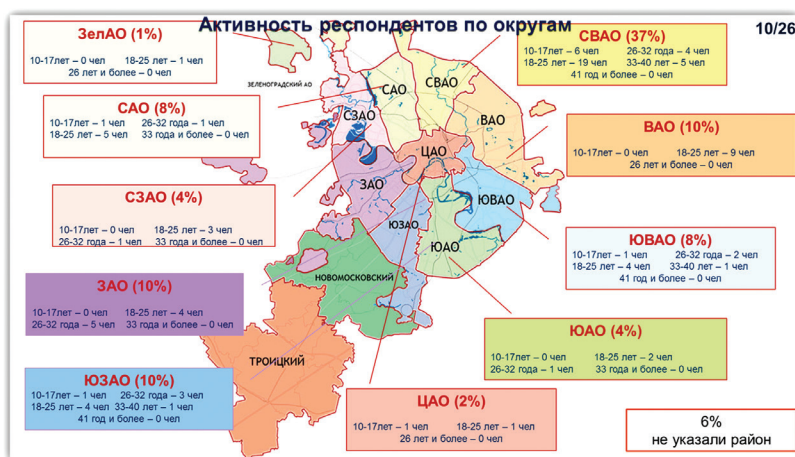 Активность респондентов по округам
10/26
ЗелАО (1%)
10-17лет – 0 чел 18-25 лет – 1 чел
26 лет и более – 0 чел
САО (8%)
10-17лет – 1 чел 26-32 года – 1 чел
18-25 лет – 5 чел 33 года и более – 0 чел
СЗАО (4%)
10-17лет – 0 чел 18-25 лет – 3 чел
26-32 года – 1 чел 33 года и более – 0 чел
ЗАО (10%)
10-17лет – 0 чел 18-25 лет – 4 чел
26-32 года – 5 чел 33 года и более – 0 чел
ЮЗАО (10%)
10-17лет – 1 чел 26-32 года – 3 чел
18-25 лет – 4 чел 33-40 лет – 1 чел
41 год и более – 0 чел
ЗЕЛЕНОГРАДСКИЙ АО
САО
СВАО
СЗАО
ВАО
ЦАО
ЗАО
ЮВАО
ЮЗАО
ЮАО
НОВОМОСКОВСКИЙ
ТРОИЦКИЙ
СВАО (37%)
10-17лет – 6 чел 26-32 года – 4 чел
18-25 лет – 19 чел 33-40 лет – 5 чел
41 год и более – 0 чел
ВАО (10%)
10-17лет – 0 чел 18-25 лет – 9 чел
26 лет и более – 0 чел
ЮВАО (8%)
10-17лет – 1 чел 26-32 года – 2 чел
18-25 лет – 4 чел 33-40 лет – 1 чел
41 год и более – 0 чел
ЮАО (4%)
10-17лет – 0 чел 18-25 лет – 2 чел
26-32 года – 1 чел 33 года и более – 0 чел
ЦАО (2%)
10-17лет – 1 чел 18-25 лет – 1 чел
26 лет и более – 0 чел
6%
не указали район